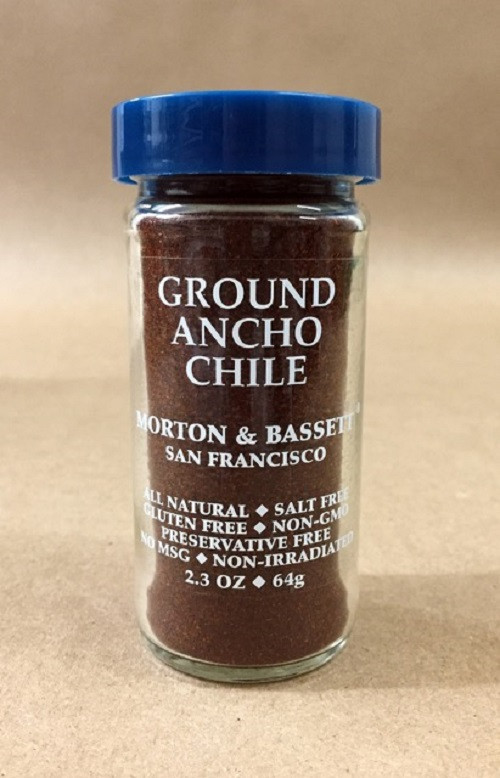 GROUND
ANCHO
CHILE
MORTON & BASSETT®
SAN FRANCISCO
ALL NATURAL ◆ SALT FREE
GLUTEN FREE ◆ NON-GMO
PRESERVATIVE FREE
NO MSG ◆ NON-IRRADIATED
2.3 OZ ◆ 64g